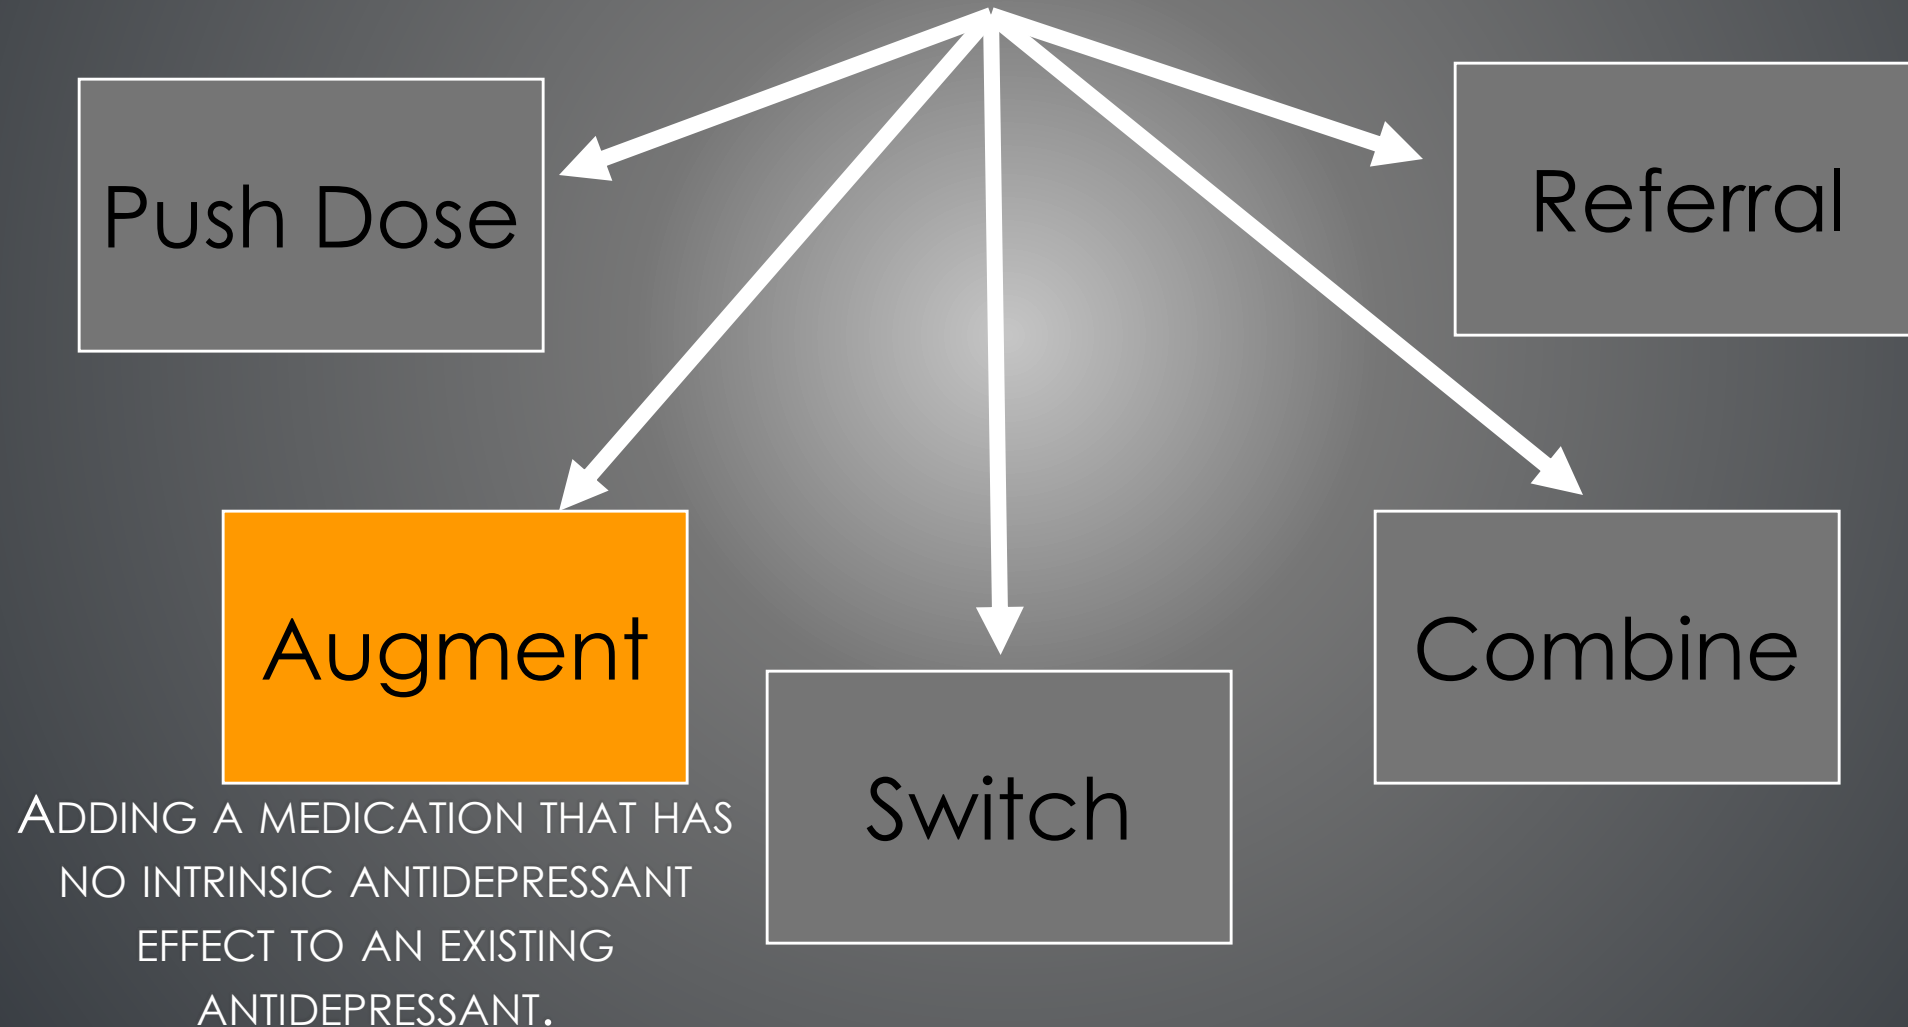 Push Dose
Referral
Augment
Combine
Switch
ADDING A MEDICATION THAT HAS
NO INTRINSIC ANTIDEPRESSANT
EFFECT TO AN EXISTING
ANTIDEPRESSANT.